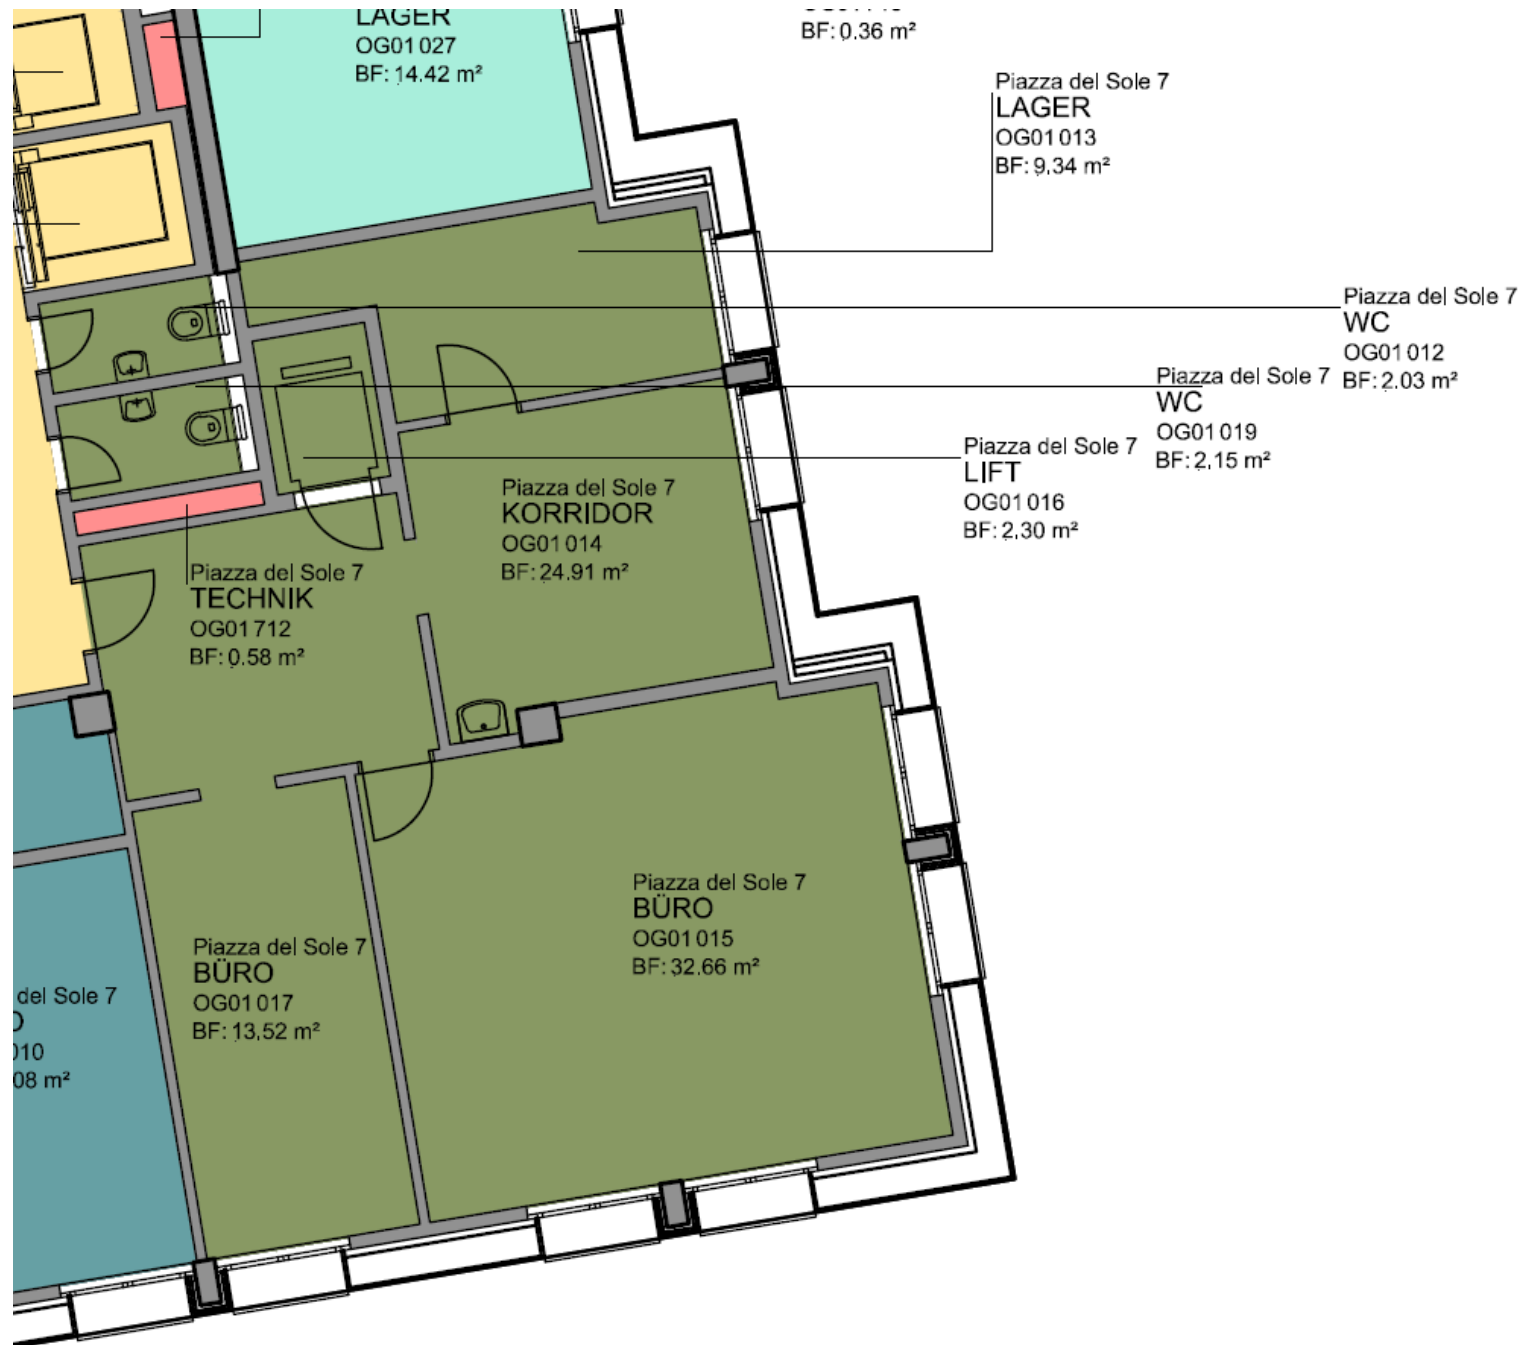 LAGER
OG01 027
BF: 14.42 m²
BF: 0.36 m²
Piazza del Sole 7
LAGER
OG01 013
BF: 9.34 m²
Piazza del Sole 7
WC
OG01 012
BF: 2.03 m²
Piazza del Sole 7
WC
OG01 019
BF: 2.15 m²
Piazza del Sole 7
LIFT
OG01 016
BF: 2.30 m²
Piazza del Sole 7
KORRIDOR
OG01 014
BF: 24.91 m²
Piazza del Sole 7
TECHNIK
OG01 712
BF: 0.58 m²
Piazza del Sole 7
BÜRO
OG01 015
BF: 32.66 m²
Piazza del Sole 7
BÜRO
OG01 017
BF: 13.52 m²
del Sole 7
010
08 m²